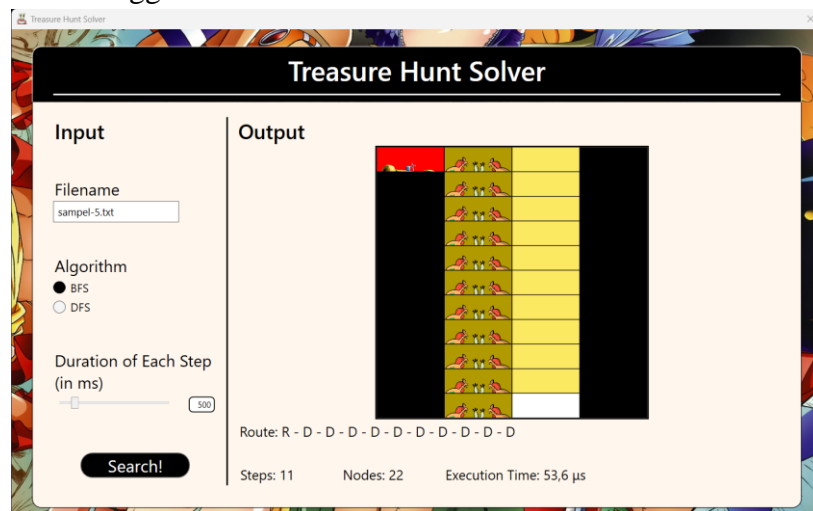 Treasure Hunt Solver
Treasure Hunt Solver
Input
Filename
sampel-5.txt
Algorithm
BFS
DFS
Duration of Each Step
(in ms)
500
Search!
Output
Route: R - D - D - D - D - D - D - D - D - D - D
Steps: 11
Nodes: 22
Execution Time: 53,6 µs